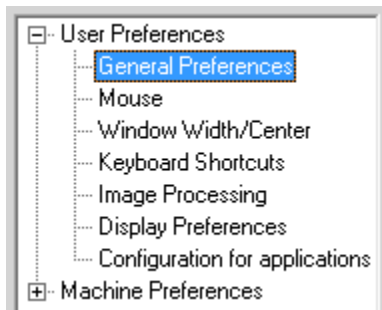 User Preferences
General Preferences
Mouse
Window Width/Center
Keyboard Shortcuts
Image Processing
Display Preferences
Configuration for applications
Machine Preferences